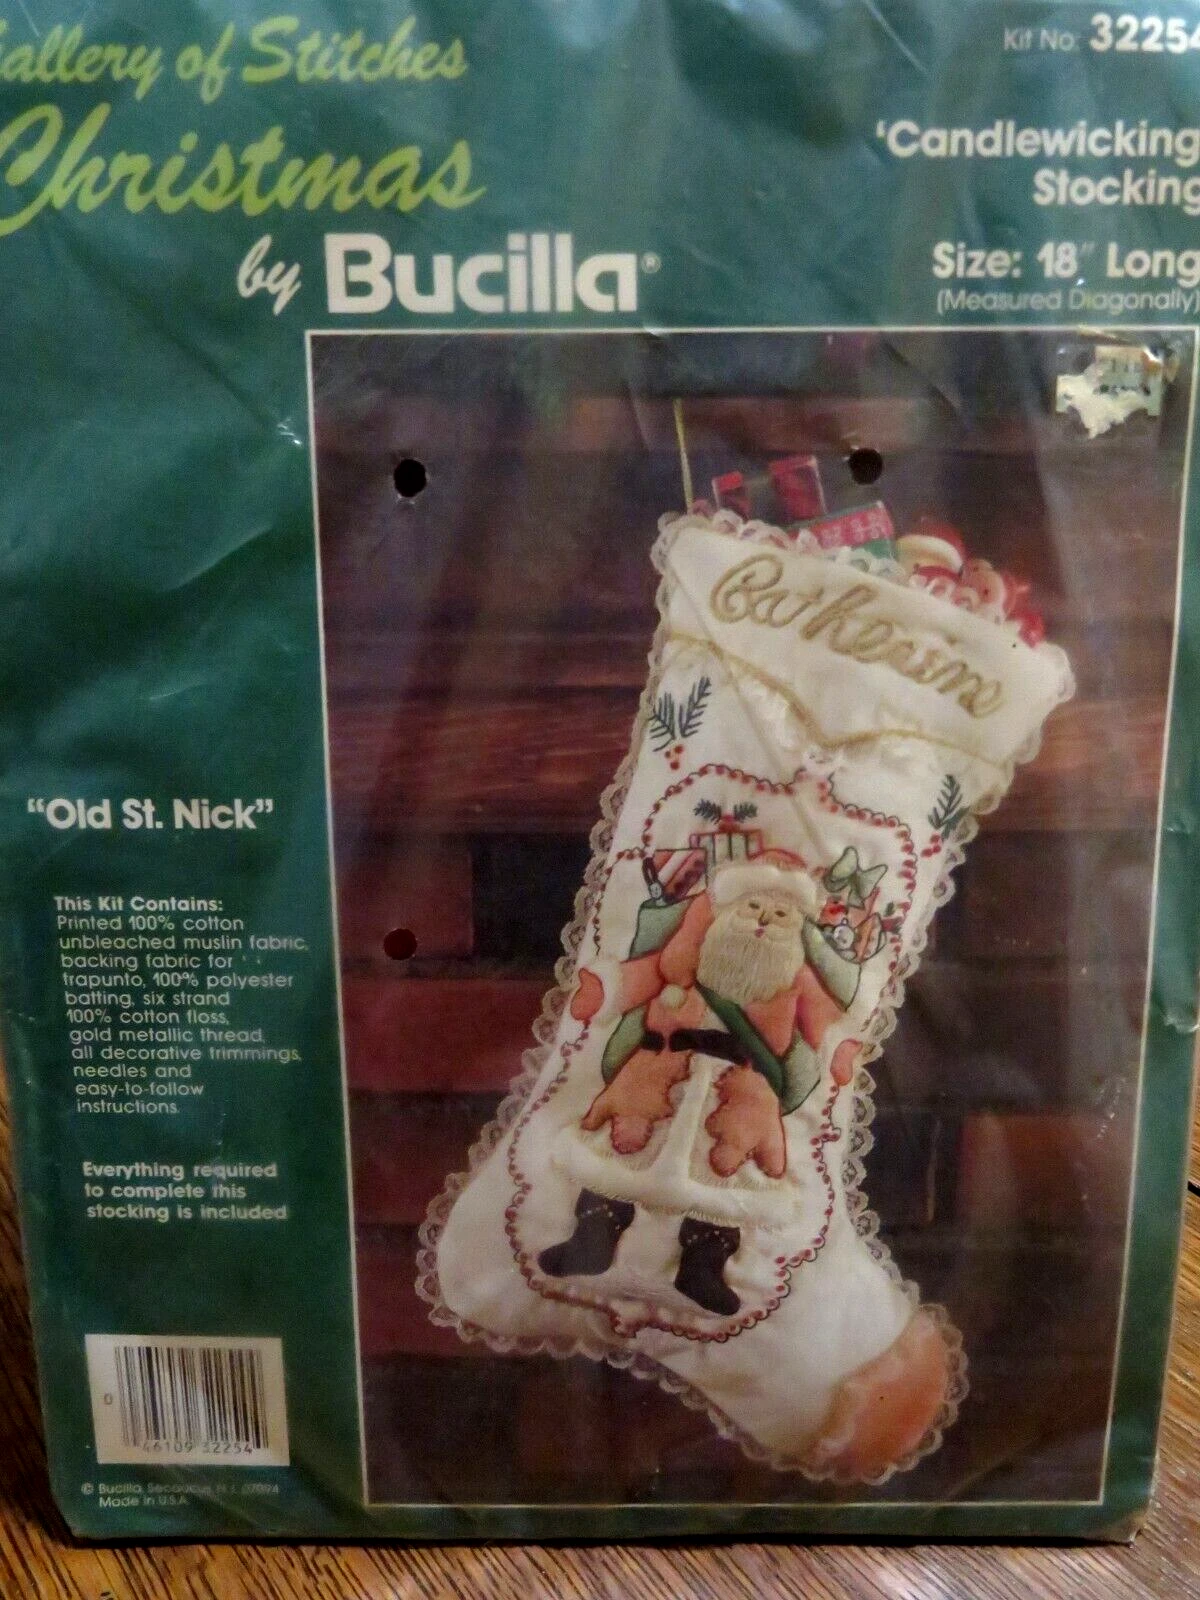 Gallery of Stitches
Christmas
by Bucilla®
Kit No. 32254
'Candlewicking
Stocking
Size: 18" Long
(Measured Diagonally)
Catherine
"Old St. Nick"
This Kit Contains:
Printed 100% cotton
unbleached muslin fabric,
backing fabric for
trapunto, 100% polyester
batting, six strand
100% cotton floss,
gold metallic thread,
all decorative trimmings,
needles and
easy-to-follow
instructions.
Everything required
to complete this
stocking is included
0
46109 32254
© Bucilla, Secaucus, N.J. 07094
Made in U.S.A.